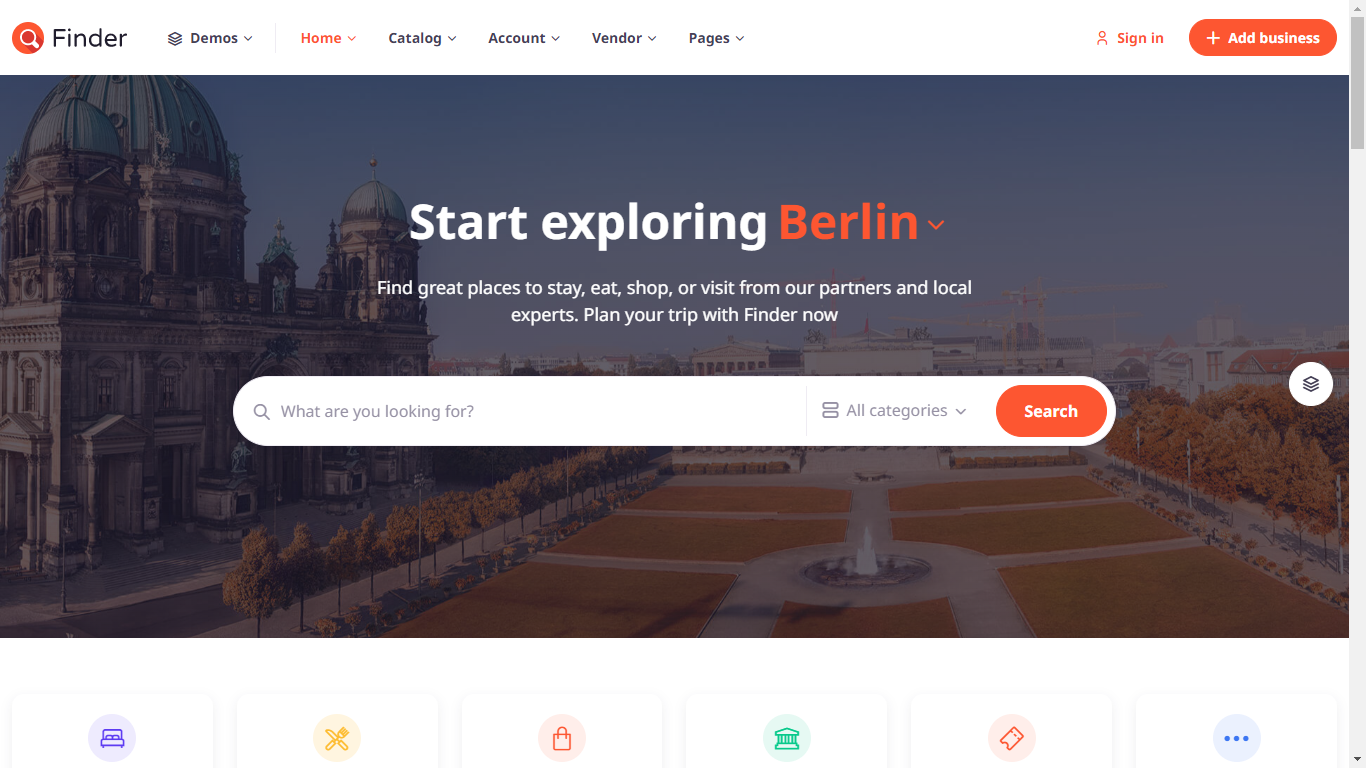 Finder
Demos
Home
Catalog
Account
Vendor
Pages
Sign in
Add business
Start exploring Berlin
Find great places to stay, eat, shop, or visit from our partners and local
experts. Plan your trip with Finder now
What are you looking for?
All categories
Search